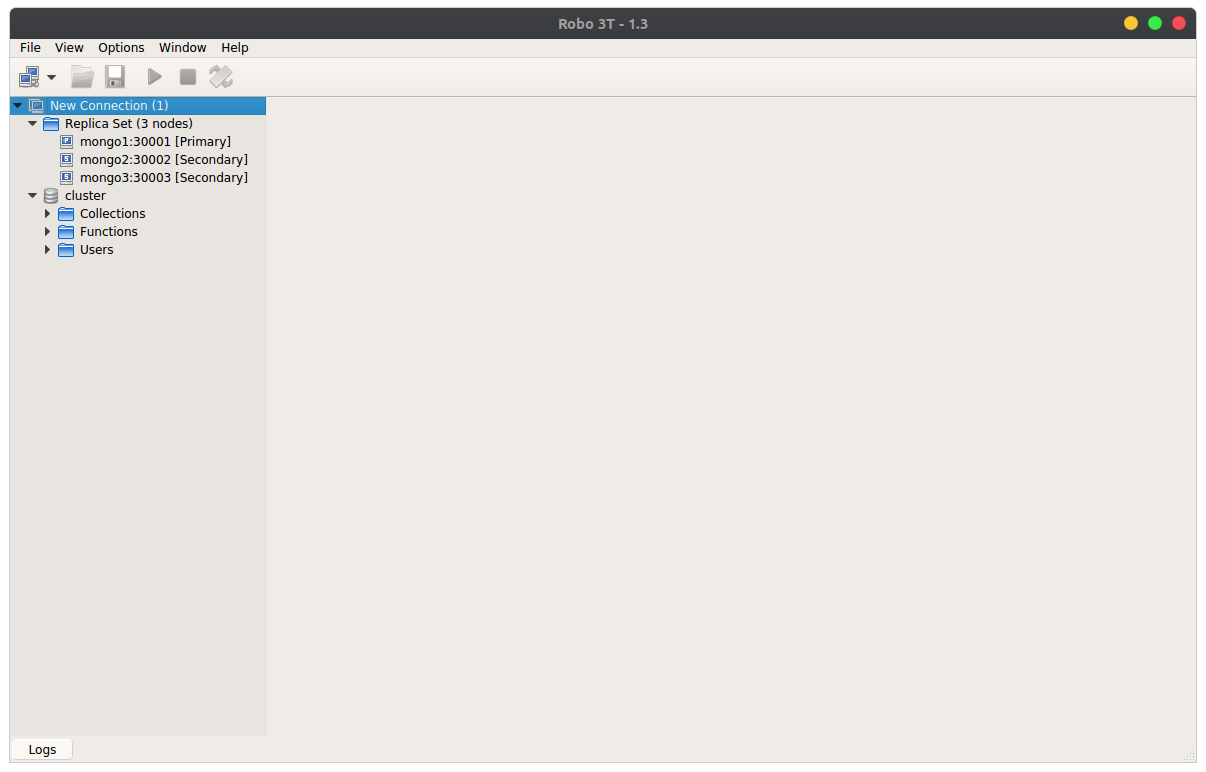 Robo 3T - 1.3
File View Options Window Help
New Connection (1)
Replica Set (3 nodes)
mongo1:30001 [Primary]
mongo2:30002 [Secondary]
mongo3:30003 [Secondary]
cluster
Collections
Functions
Users
Logs